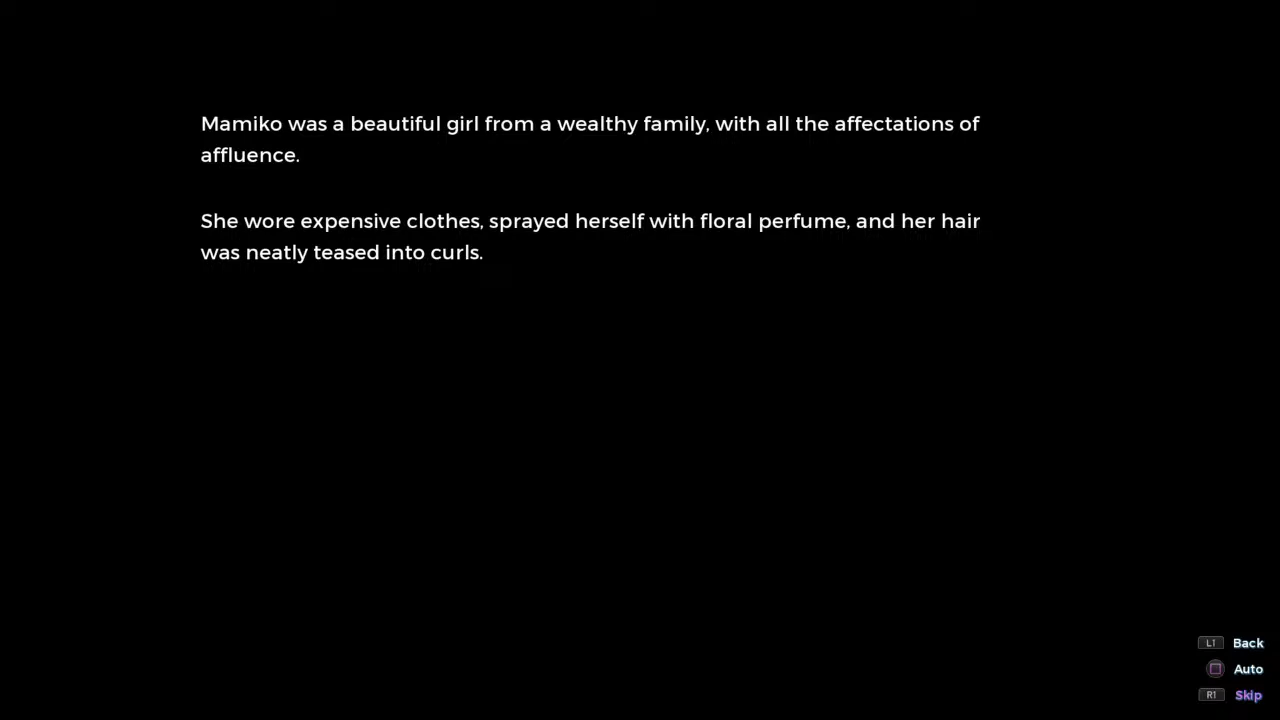 Mamiko was a beautiful girl from a wealthy family, with all the affectations of
affluence.
She wore expensive clothes, sprayed herself with floral perfume, and her hair
was neatly teased into curls.
L1 Back
Auto
R1 Skip